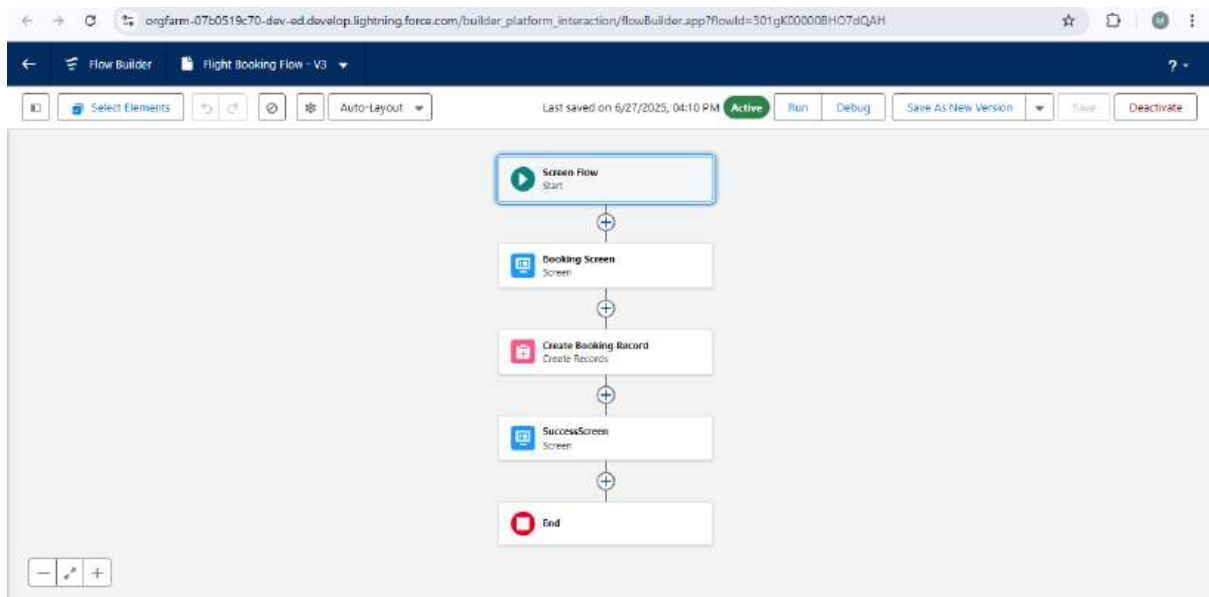 orgfarm-07b0519c70-dev-ed.develop.lightning.force.com/builder_platform_interaction/flowBuilder.app?flowId=301gK00000BHO7dQAH
M
Flow Builder Flight Booking Flow - V3 ?
Select Elements Auto-Layout Last saved on 6/27/2025, 04:10 PM Active Run Debug Save As New Version Save Deactivate
Screen Flow
Start
Booking Screen
Screen
Create Booking Record
Create Records
SuccessScreen
Screen
End